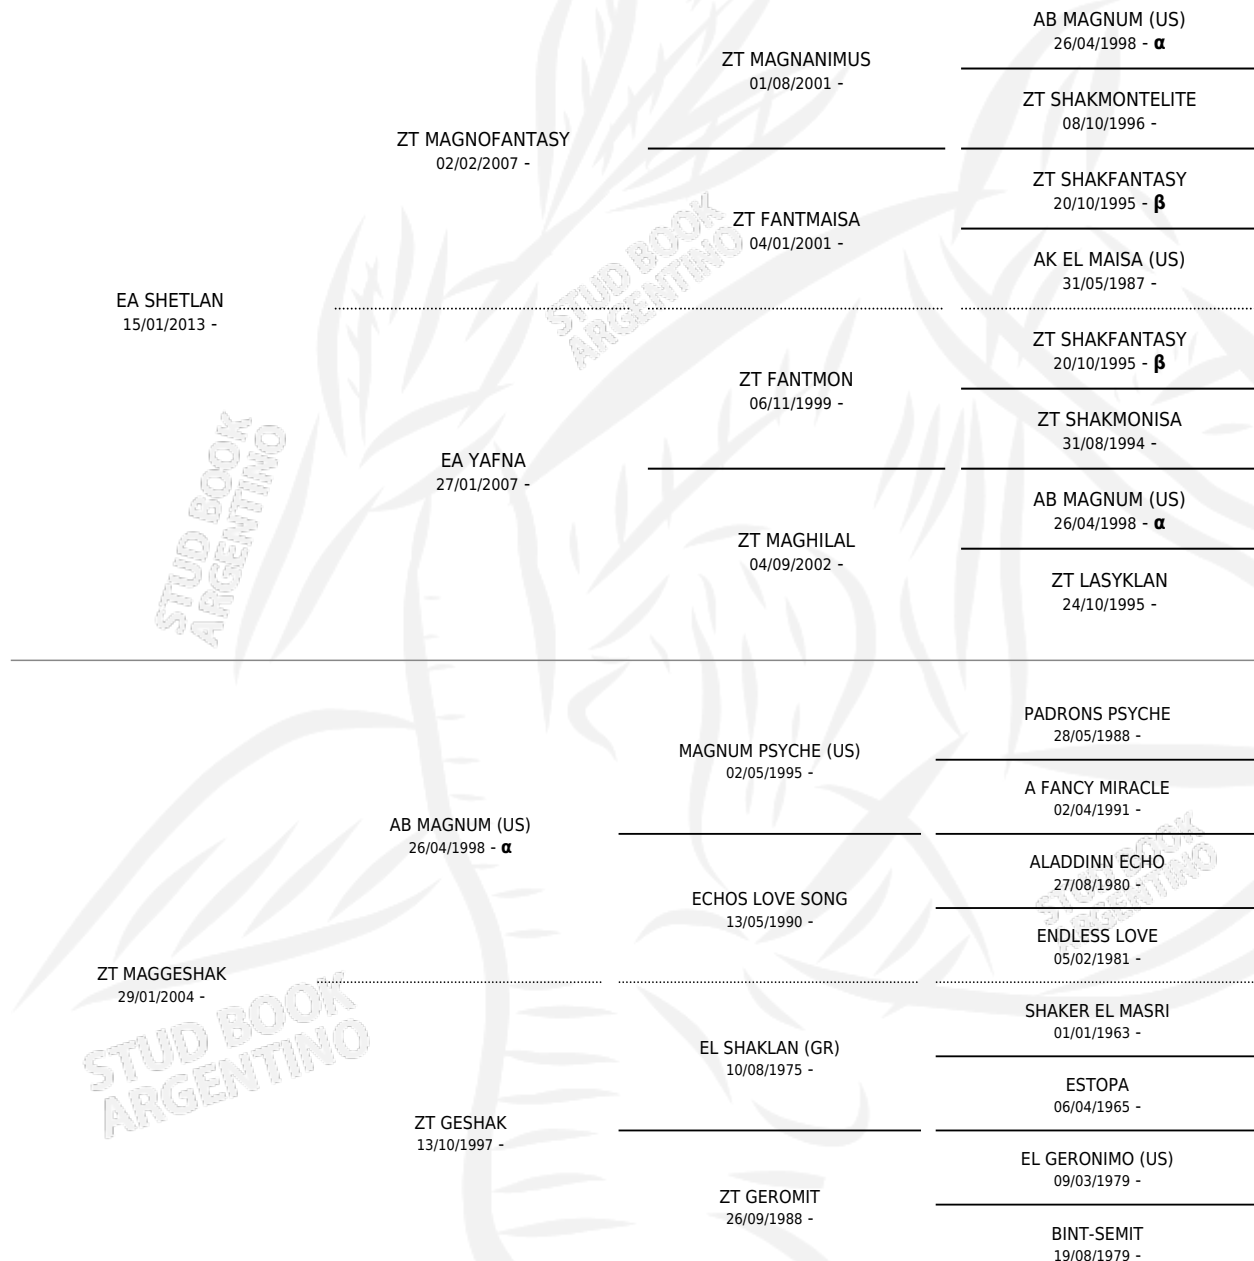 AB MAGNUM (US)
26/04/1998 - α
ZT MAGNANIMUS
01/08/2001 -
ZT SHAKMONTELITE
08/10/1996 -
ZT MAGNOFANTASY
02/02/2007 -
ZT SHAKFANTASY
20/10/1995 - β
ZT FANTMAISA
04/01/2001 -
AK EL MAISA (US)
31/05/1987 -
EA SHETLAN
15/01/2013 -
ZT SHAKFANTASY
20/10/1995 - β
ZT FANTMON
06/11/1999 -
ZT SHAKMONISA
31/08/1994 -
EA YAFNA
27/01/2007 -
AB MAGNUM (US)
26/04/1998 - α
ZT MAGHILAL
04/09/2002 -
ZT LASYKLAN
24/10/1995 -
STUD BOOK
ARGENTINO
STUD BOOK
ARGENTINO
PADRONS PSYCHE
28/05/1988 -
MAGNUM PSYCHE (US)
02/05/1995 -
A FANCY MIRACLE
02/04/1991 -
AB MAGNUM (US)
26/04/1998 - α
ALADDINN ECHO
27/08/1980 -
ECHOS LOVE SONG
13/05/1990 -
ENDLESS LOVE
05/02/1981 -
ZT MAGGESHAK
29/01/2004 -
SHAKER EL MASRI
01/01/1963 -
EL SHAKLAN (GR)
10/08/1975 -
ESTOPA
06/04/1965 -
ZT GESHAK
13/10/1997 -
EL GERONIMO (US)
09/03/1979 -
ZT GEROMIT
26/09/1988 -
BINT-SEMIT
19/08/1979 -
STUD BOOK
ARGENTINO
STUD BOOK
ARGENTINO